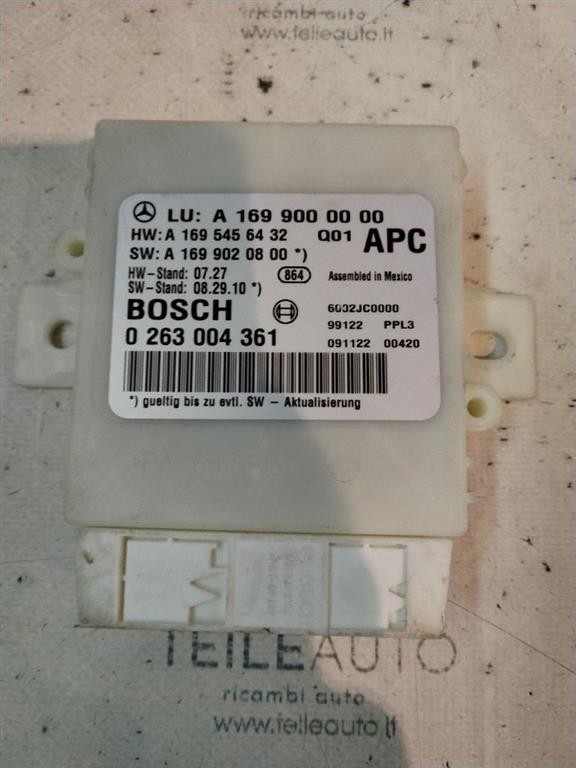 ricambi auto
www.teileauto.it
LU: A 169 900 00 00
HW: A 169 545 64 32 Q01 APC
SW: A 169 902 08 00 *)
HW-Stand: 07.27 864 Assembled in Mexico
SW-Stand: 08.29.10 *)
BOSCH 6002JC0000
0 263 004 361 99122 PPL3
091122 00420
*) gueltig bis zu evtl. SW - Aktualisierung
TEILEAUTO
ricambi auto
www.teileauto.it